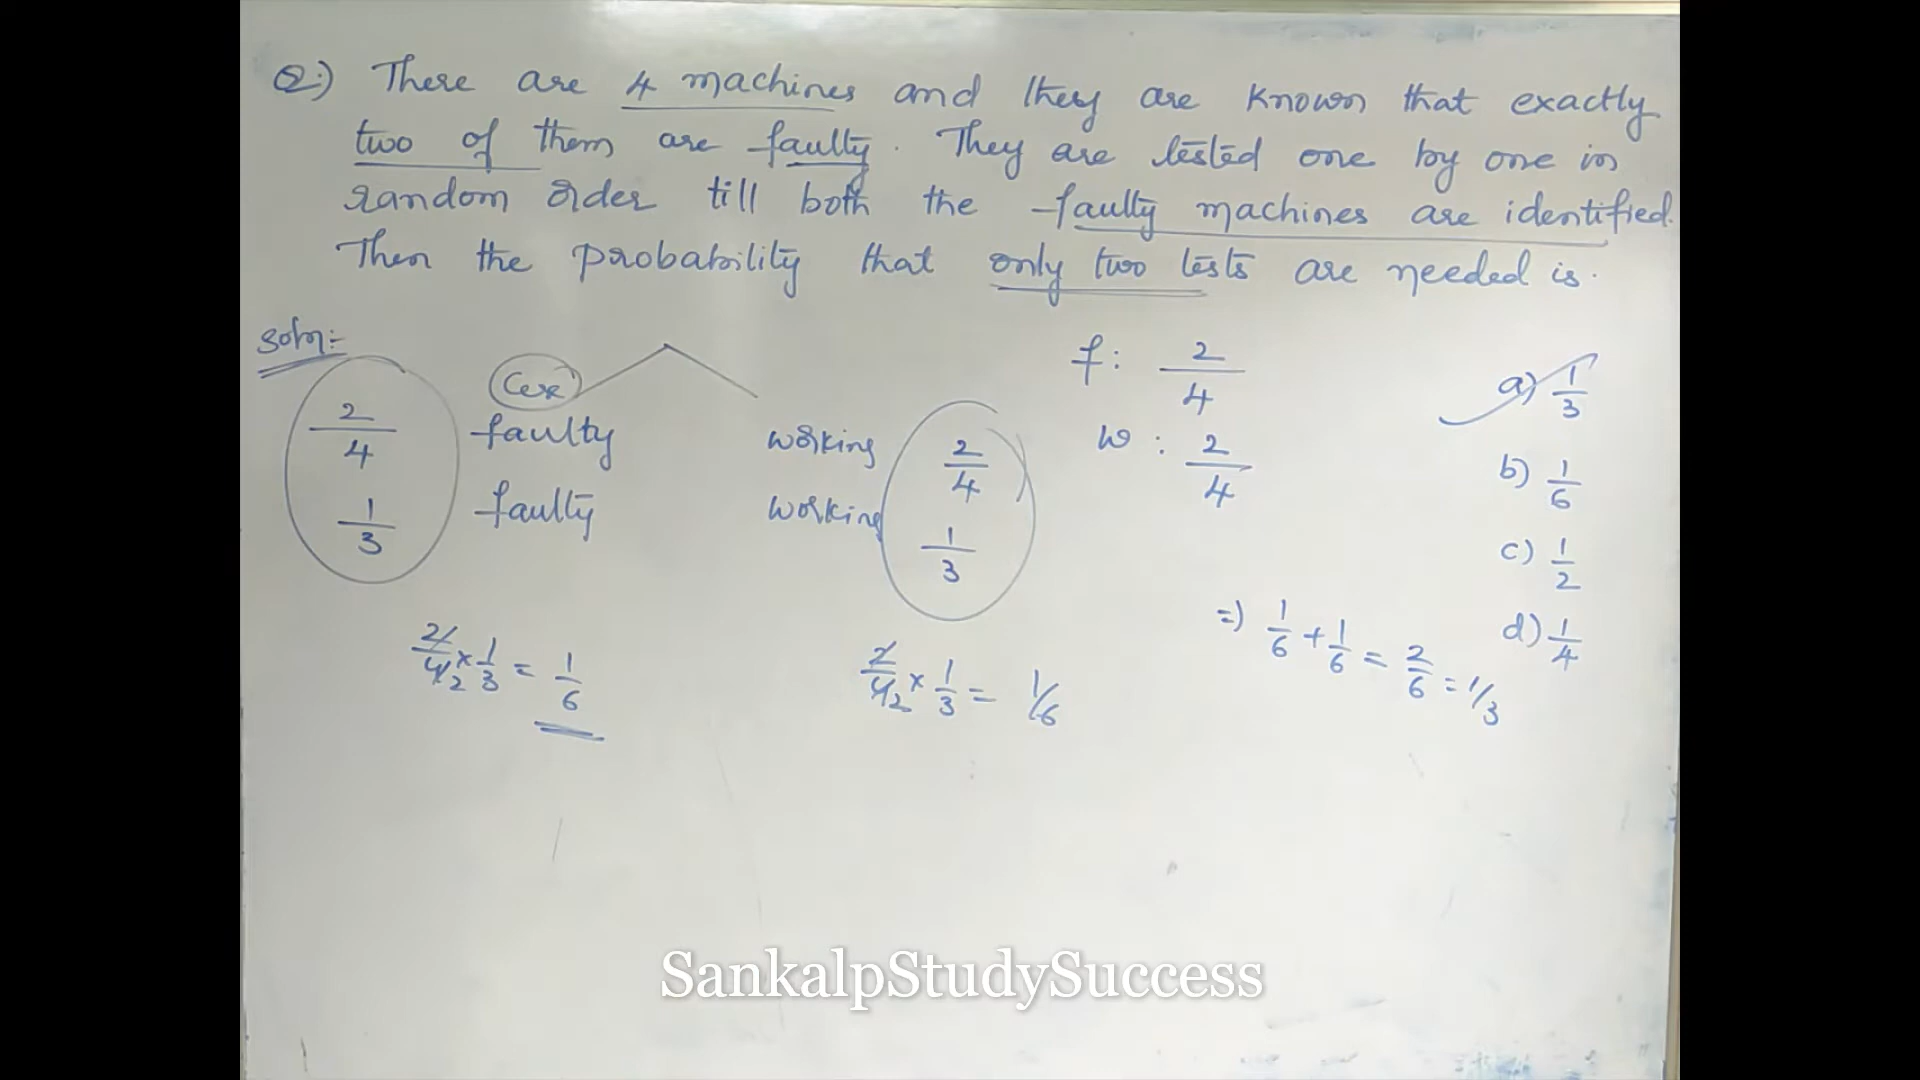 Q:) There are 4 machines and they are known that exactly
two of them are faulty. They are tested one by one in
random order till both the faulty machines are identified.
Then the probability that only two tests are needed is.
soln:-
f: 2/4
w: 2/4
2/4 faulty
1/3 faulty
working 2/4
working 1/3
2/4 x 1/3 = 1/6
2/4 x 1/3 = 1/6
=) 1/6 + 1/6 = 2/6 = 1/3
a) 1/3
b) 1/6
c) 1/2
d) 1/4
SankalpStudySuccess